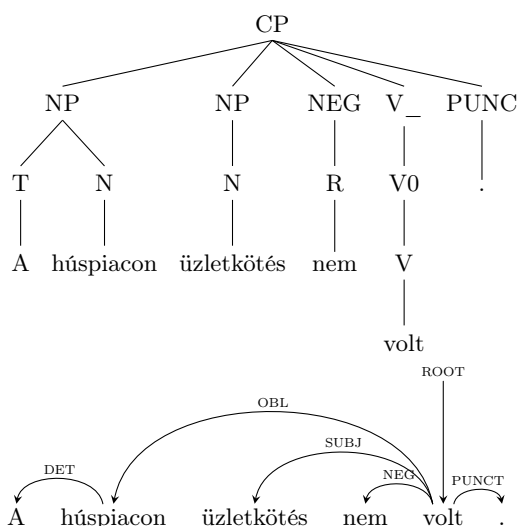 CP
NP NP NEG V_ PUNC
T N N R V0 .
A húspiacon üzletkötés nem V
volt
ROOT
OBL
SUBJ
DET NEG PUNCT
A húspiacon üzletkötés nem volt .